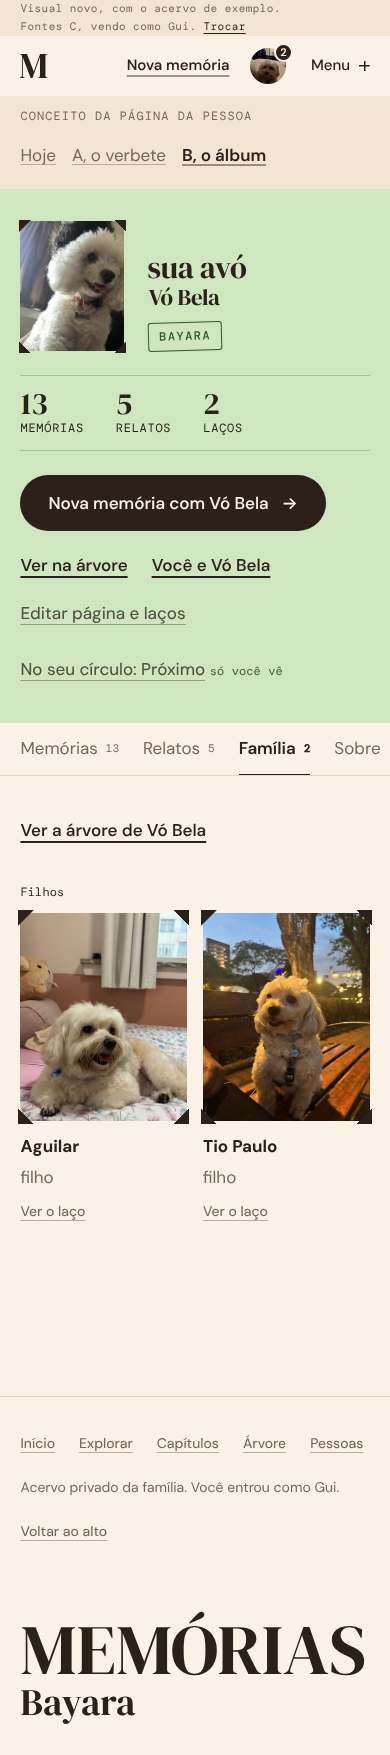 Visual novo, com o acervo de exemplo.
Fontes C, vendo como Gui. Trocar
M
Nova memória
2
Menu +
CONCEITO DA PÁGINA DA PESSOA
Hoje A, o verbete B, o álbum
sua avó
Vó Bela
BAYARA
13 5 2
MEMÓRIAS RELATOS LAÇOS
Nova memória com Vó Bela →
Ver na árvore Você e Vó Bela
Editar página e laços
No seu círculo: Próximo só você vê
Memórias 13 Relatos 5 Família 2 Sobre
Ver a árvore de Vó Bela
Filhos
Aguilar Tio Paulo
filho filho
Ver o laço Ver o laço
Início Explorar Capítulos Árvore Pessoas
Acervo privado da família. Você entrou como Gui.
Voltar ao alto
MEMÓRIAS
Bayara